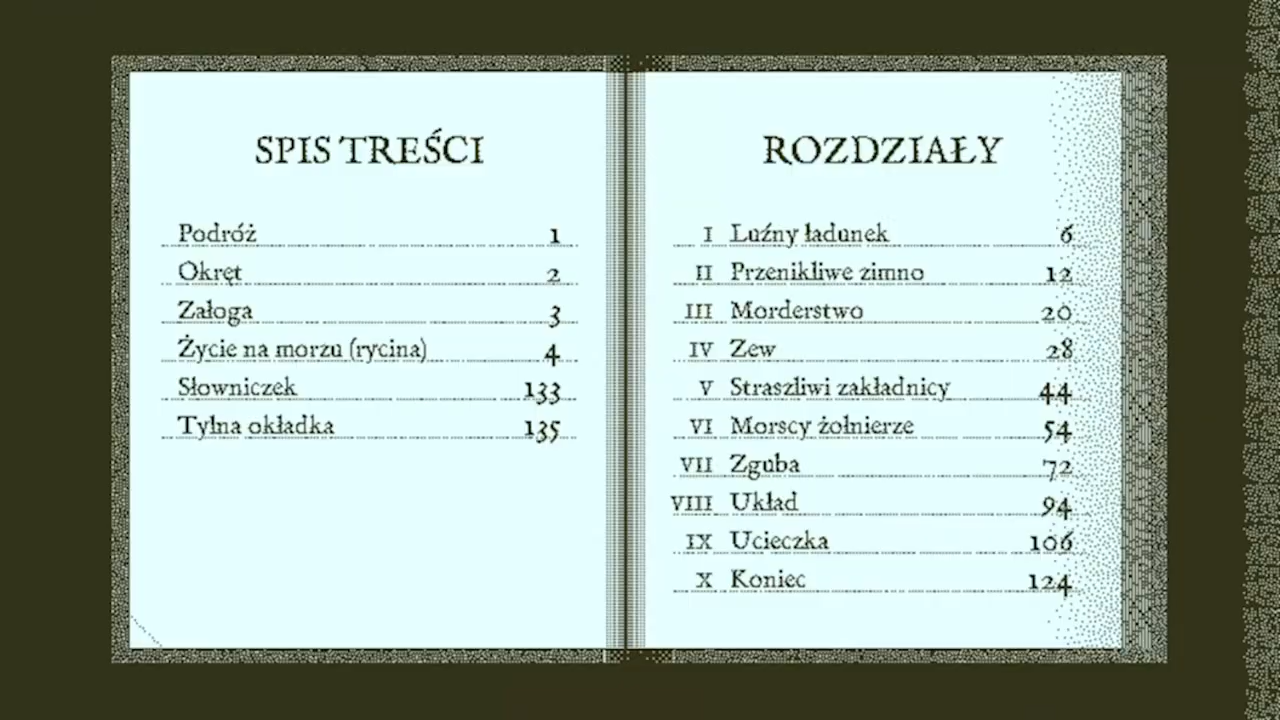 SPIS TREŚCI
Podróż 1
Okręt 2
Załoga 3
Życie na morzu (rycina) 4
Słowniczek 133
Tylna okładka 135
ROZDZIAŁY
I Luźny ładunek 6
II Przenikliwe zimno 12
III Morderstwo 20
IV Zew 28
V Straszliwi zakładnicy 44
VI Morscy żołnierze 54
VII Zguba 72
VIII Układ 94
IX Ucieczka 106
X Koniec 124